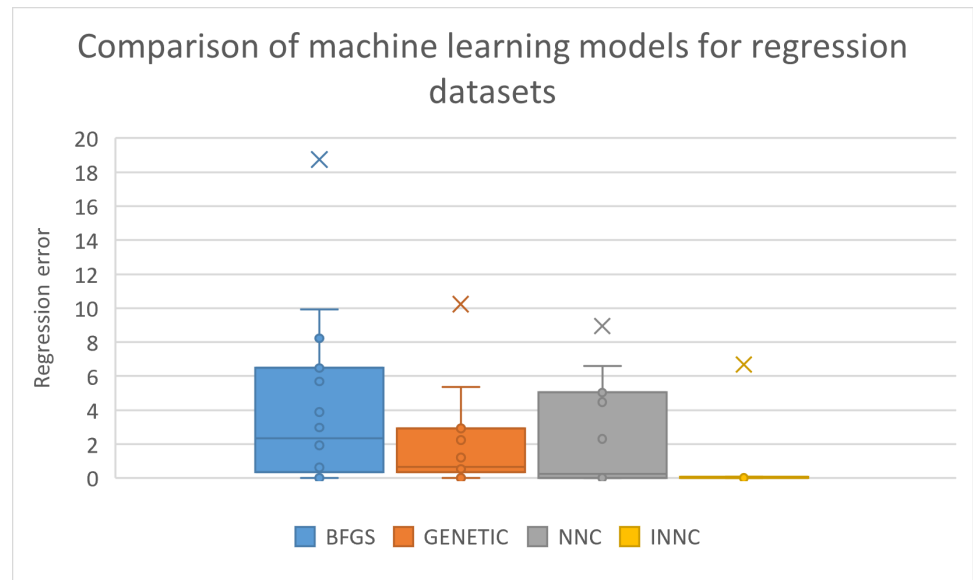 Comparison of machine learning models for regression
datasets
20
18
16
14
12
10
8
6
4
2
0
Regression error
BFGS GENETIC NNC INNC